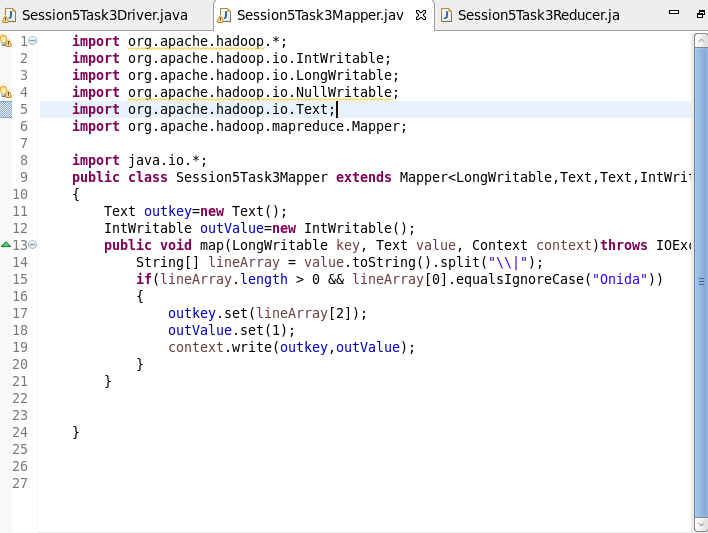 Session5Task3Driver.java Session5Task3Mapper.jav Session5Task3Reducer.ja
1 import org.apache.hadoop.*;
2 import org.apache.hadoop.io.IntWritable;
3 import org.apache.hadoop.io.LongWritable;
4 import org.apache.hadoop.io.NullWritable;
5 import org.apache.hadoop.io.Text;
6 import org.apache.hadoop.mapreduce.Mapper;
7
8 import java.io.*;
9 public class Session5Task3Mapper extends Mapper<LongWritable,Text,Text,IntWrit
10 {
11 Text outkey=new Text();
12 IntWritable outValue=new IntWritable();
13 public void map(LongWritable key, Text value, Context context)throws IOExc
14 String[] lineArray = value.toString().split("\\|");
15 if(lineArray.length > 0 && lineArray[0].equalsIgnoreCase("Onida"))
16 {
17 outkey.set(lineArray[2]);
18 outValue.set(1);
19 context.write(outkey,outValue);
20 }
21 }
22
23
24 }
25
26
27